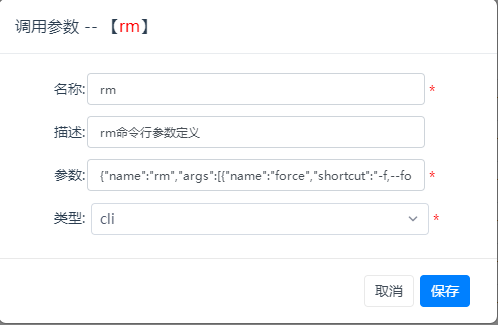 调用参数 -- 【rm】
名称: rm *
描述: rm命令行参数定义
参数: {"name":"rm","args":[{"name":"force","shortcut":"-f,--fo *
类型: cli *
取消 保存